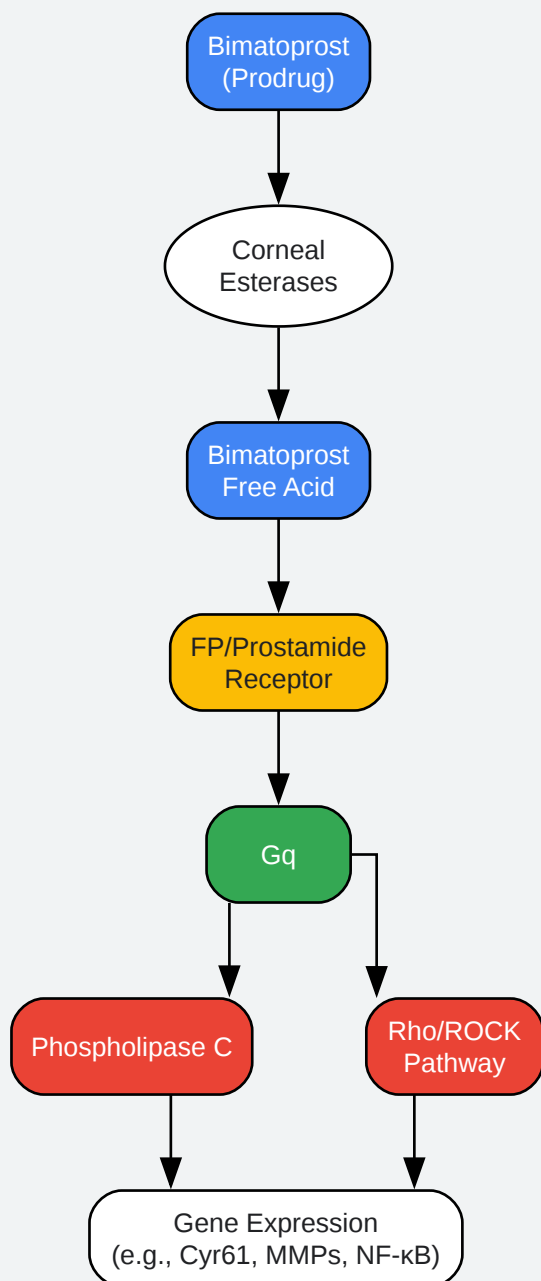 Bimatoprost
(Prodrug)
Corneal
Esterases
Bimatoprost
Free Acid
FP/Prostamide
Receptor
Gq
Phospholipase C
Rho/ROCK
Pathway
Gene Expression
(e.g., Cyr61, MMPs, NF-κB)